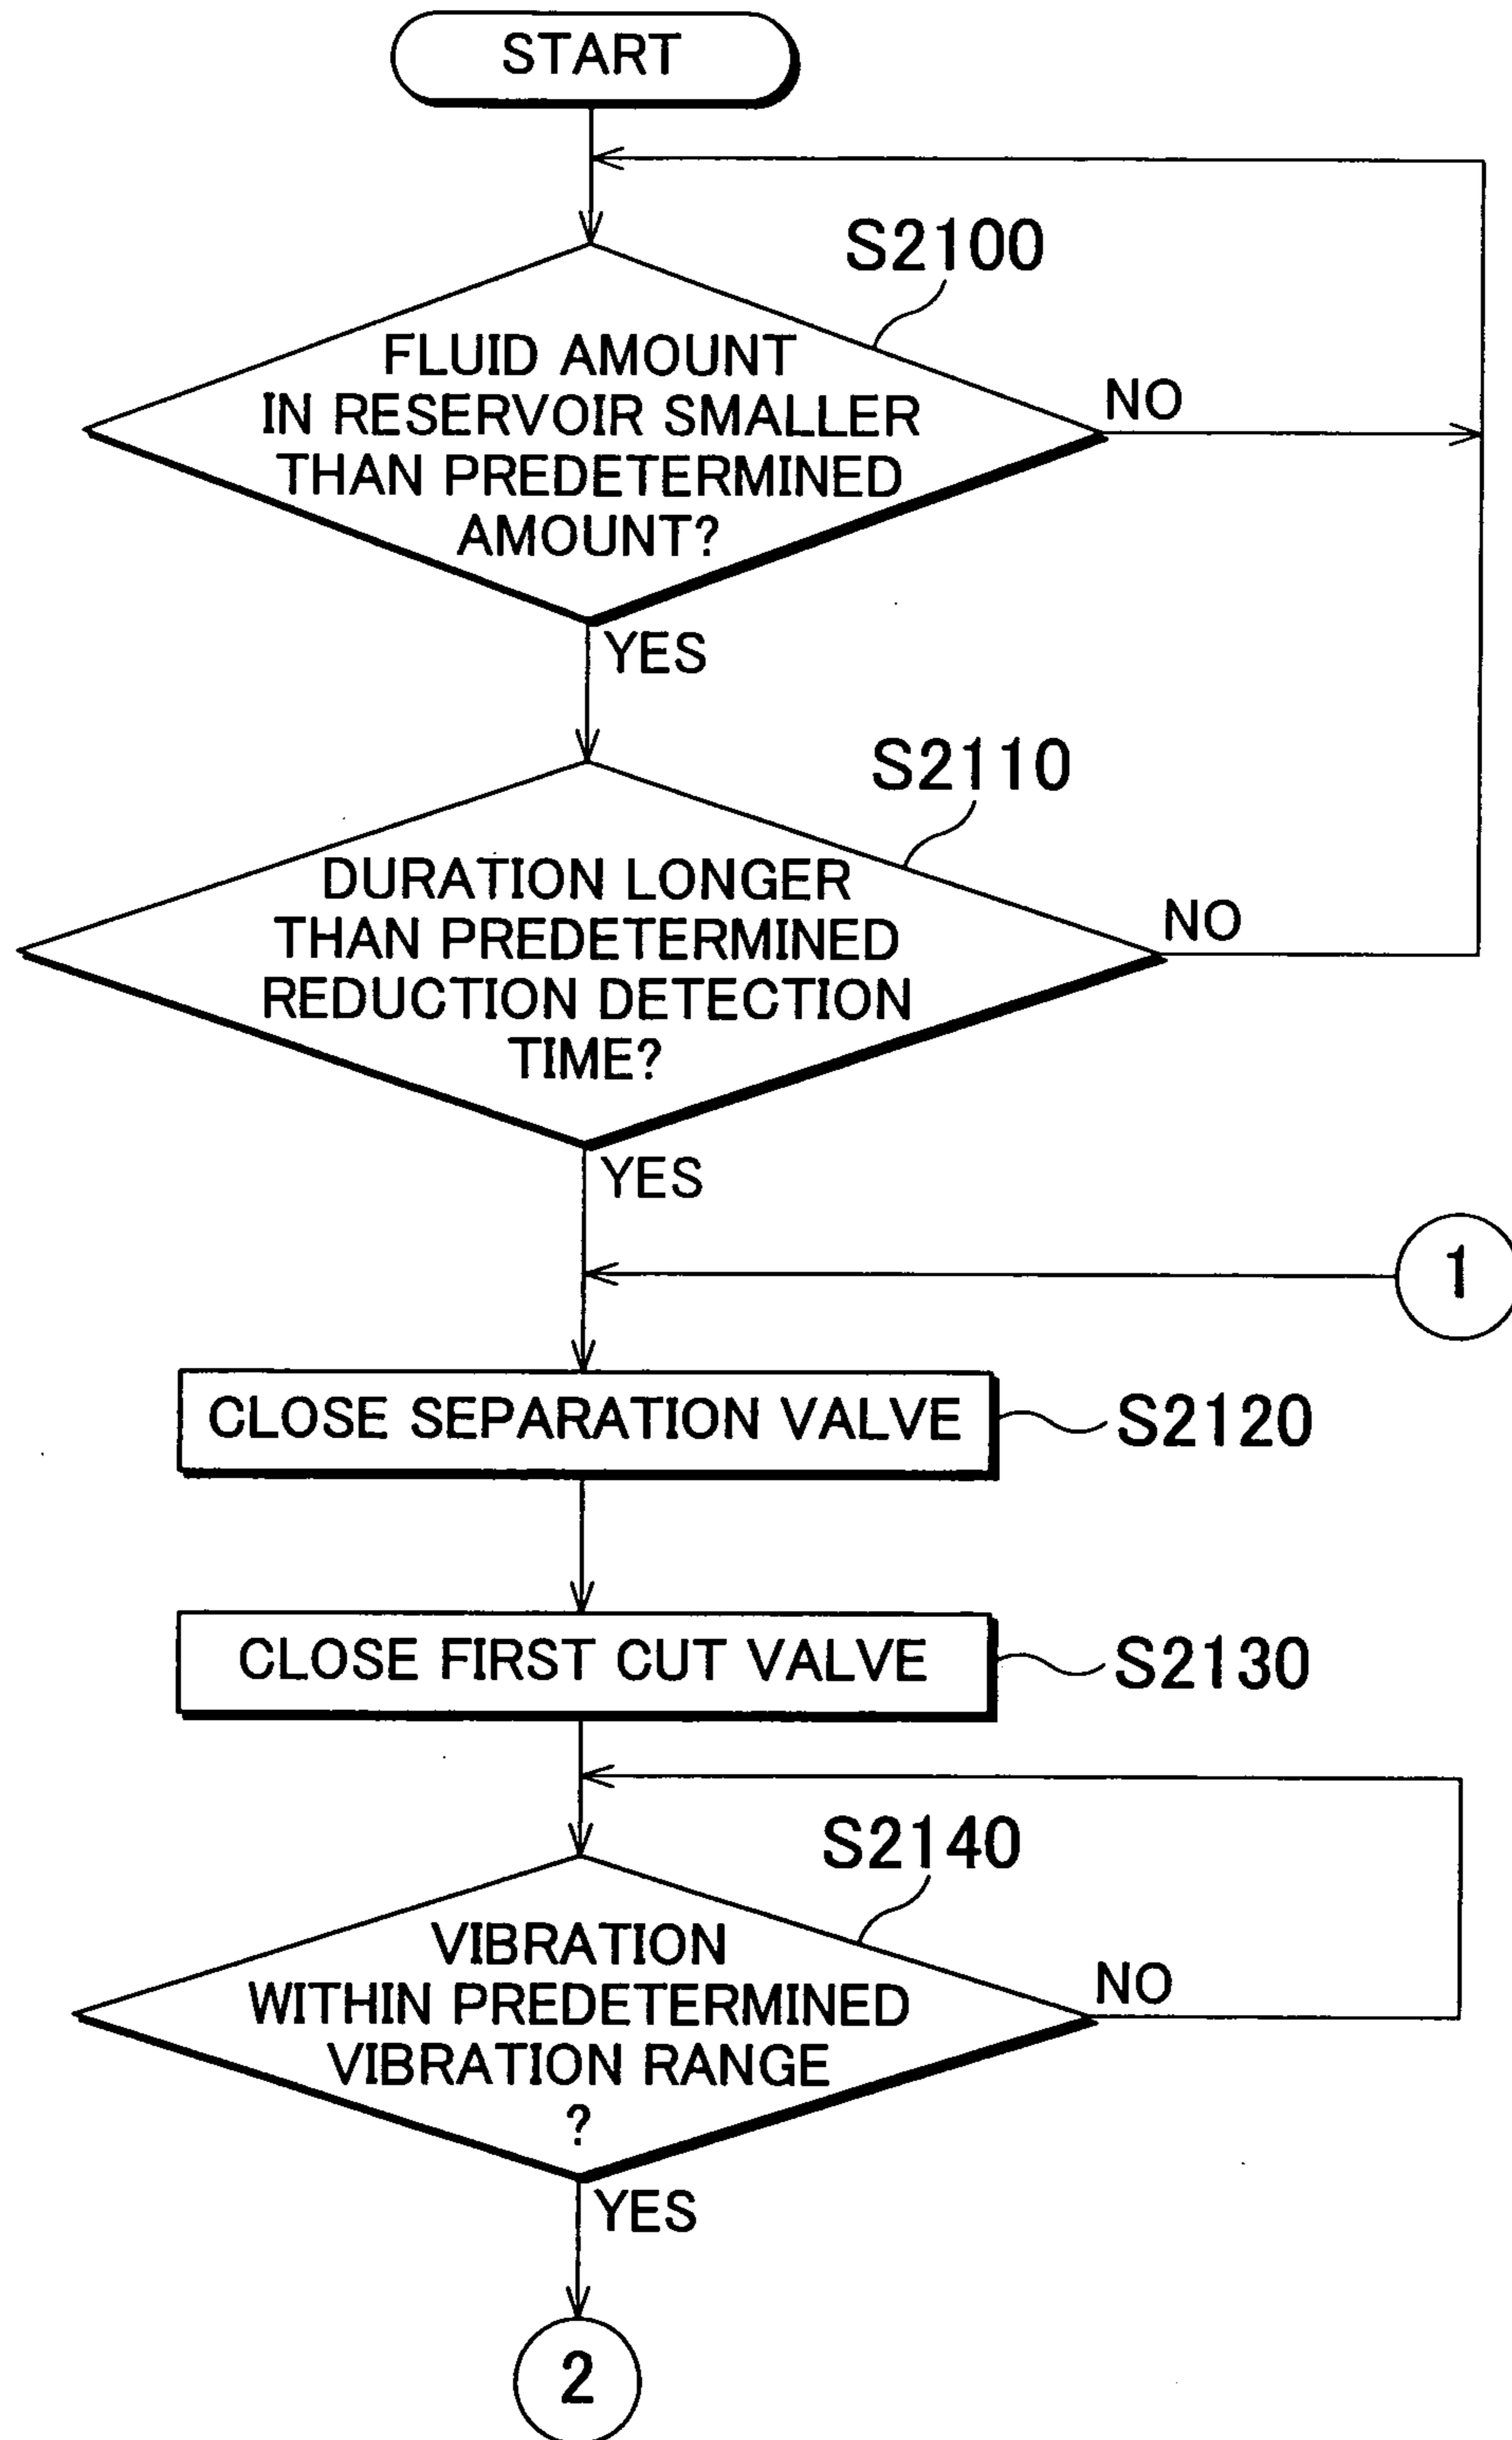 START
S2100
FLUID AMOUNT
IN RESERVOIR SMALLER
THAN PREDETERMINED
AMOUNT?
NO
YES
S2110
DURATION LONGER
THAN PREDETERMINED
REDUCTION DETECTION
TIME?
NO
YES
1
CLOSE SEPARATION VALVE
S2120
CLOSE FIRST CUT VALVE
S2130
S2140
VIBRATION
WITHIN PREDETERMINED
VIBRATION RANGE
?
NO
YES
2